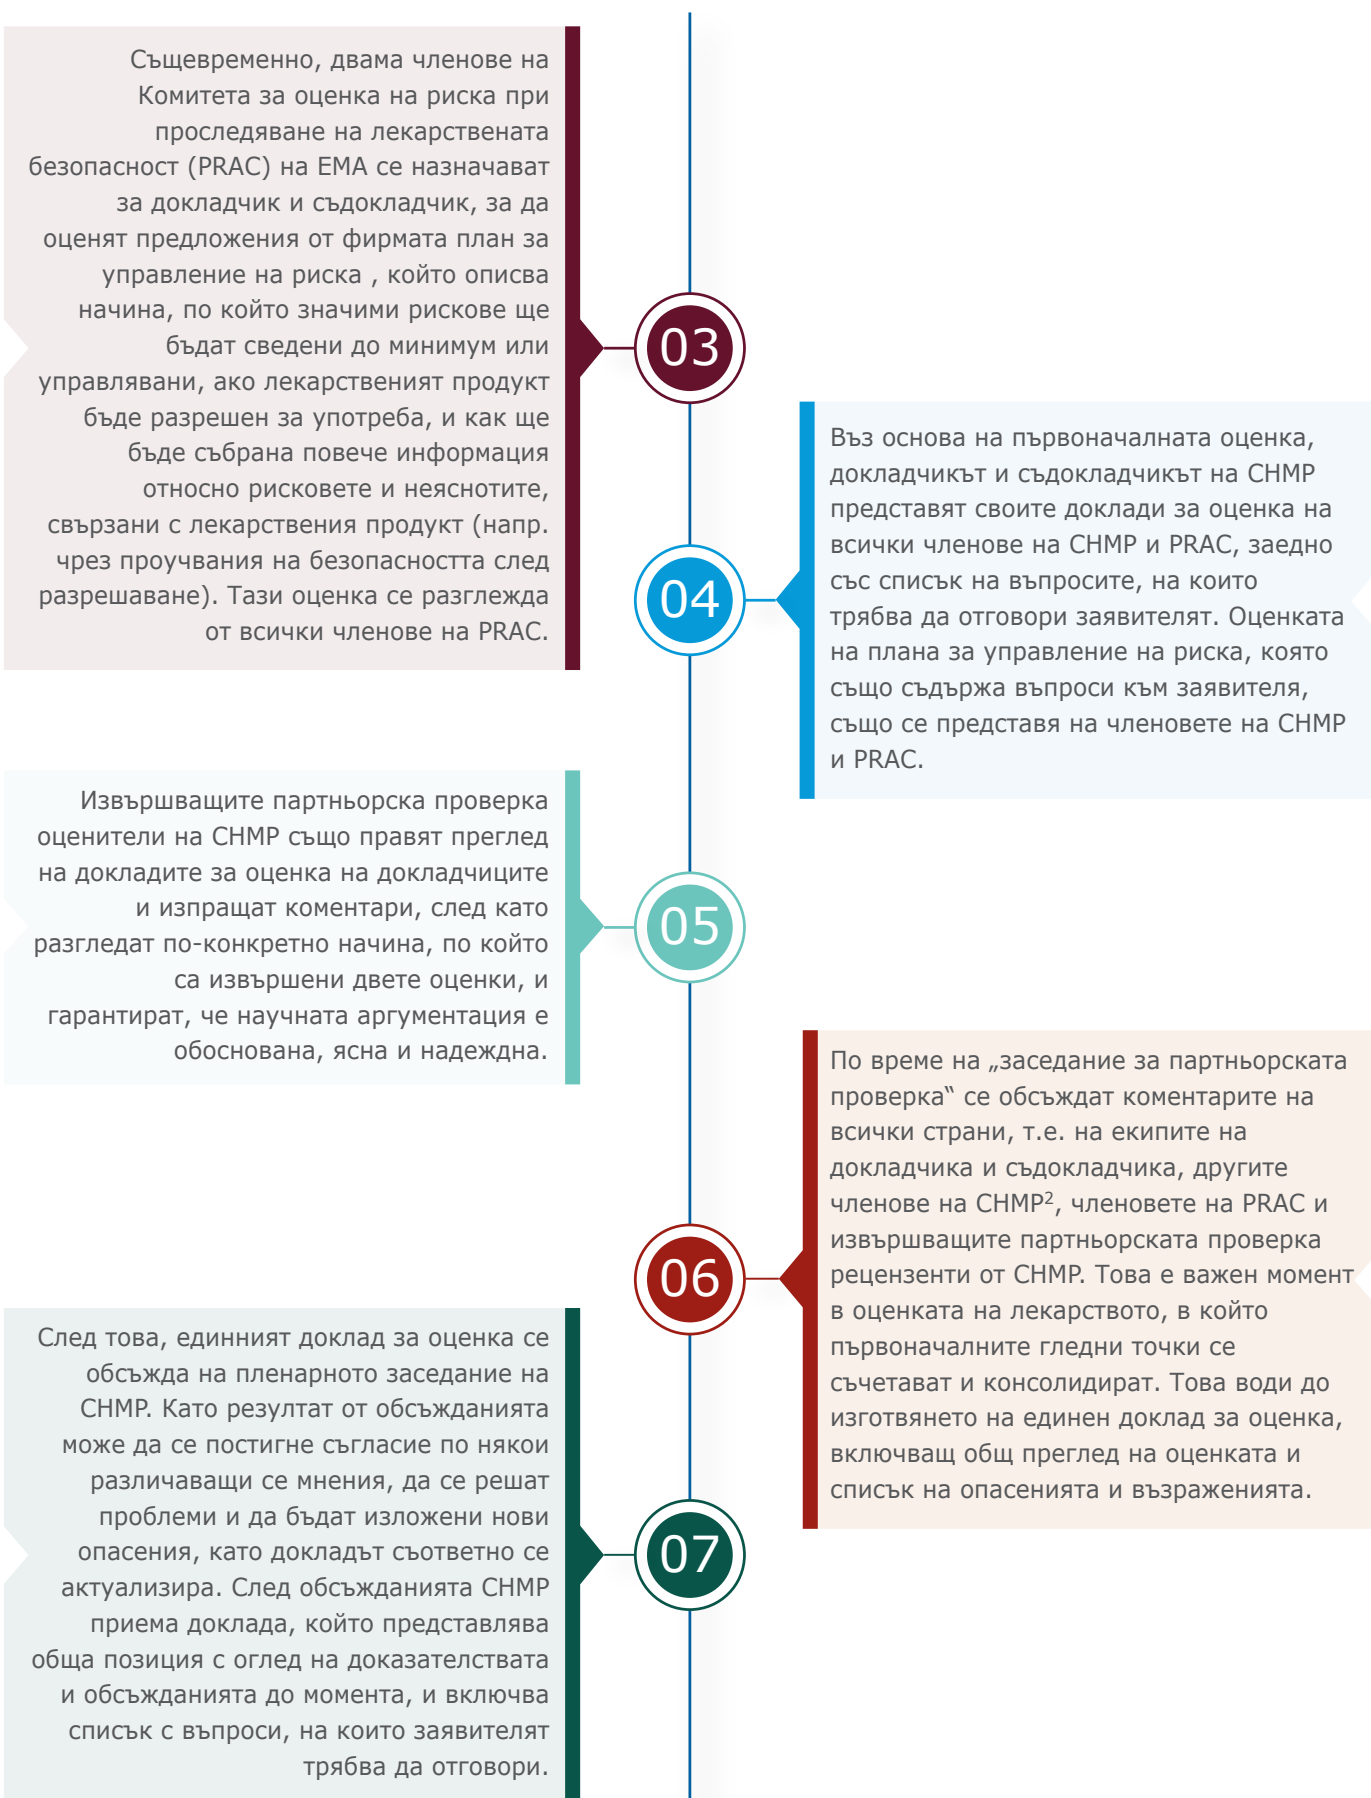 Същевременно, двама членове на
Комитета за оценка на риска при
проследяване на лекарствената
безопасност (PRAC) на EMA се назначават
за докладчик и съдокладчик, за да
оценят предложения от фирмата план за
управление на риска , който описва
начина, по който значими рискове ще
бъдат сведени до минимум или
управлявани, ако лекарственият продукт
бъде разрешен за употреба, и как ще
бъде събрана повече информация
относно рисковете и неяснотите,
свързани с лекарствения продукт (напр.
чрез проучвания на безопасността след
разрешаване). Тази оценка се разглежда
от всички членове на PRAC.
03
Въз основа на първоначалната оценка,
докладчикът и съдокладчикът на CHMP
представят своите доклади за оценка на
всички членове на CHMP и PRAC, заедно
със списък на въпросите, на които
трябва да отговори заявителят. Оценката
на плана за управление на риска, която
също съдържа въпроси към заявителя,
също се представя на членовете на CHMP
и PRAC.
04
Извършващите партньорска проверка
оценители на CHMP също правят преглед
на докладите за оценка на докладчиците
и изпращат коментари, след като
разгледат по-конкретно начина, по който
са извършени двете оценки, и
гарантират, че научната аргументация е
обоснована, ясна и надеждна.
05
По време на „заседание за партньорската
проверка“ се обсъждат коментарите на
всички страни, т.е. на екипите на
докладчика и съдокладчика, другите
членове на CHMP², членовете на PRAC и
извършващите партньорската проверка
рецензенти от CHMP. Това е важен момент
в оценката на лекарството, в който
първоначалните гледни точки се
съчетават и консолидират. Това води до
изготвянето на единен доклад за оценка,
включващ общ преглед на оценката и
списък на опасенията и възраженията.
06
След това, единният доклад за оценка се
обсъжда на пленарното заседание на
CHMP. Като резултат от обсъжданията
може да се постигне съгласие по някои
различаващи се мнения, да се решат
проблеми и да бъдат изложени нови
опасения, като докладът съответно се
актуализира. След обсъжданията CHMP
приема доклада, който представлява
обща позиция с оглед на доказателствата
и обсъжданията до момента, и включва
списък с въпроси, на които заявителят
трябва да отговори.
07